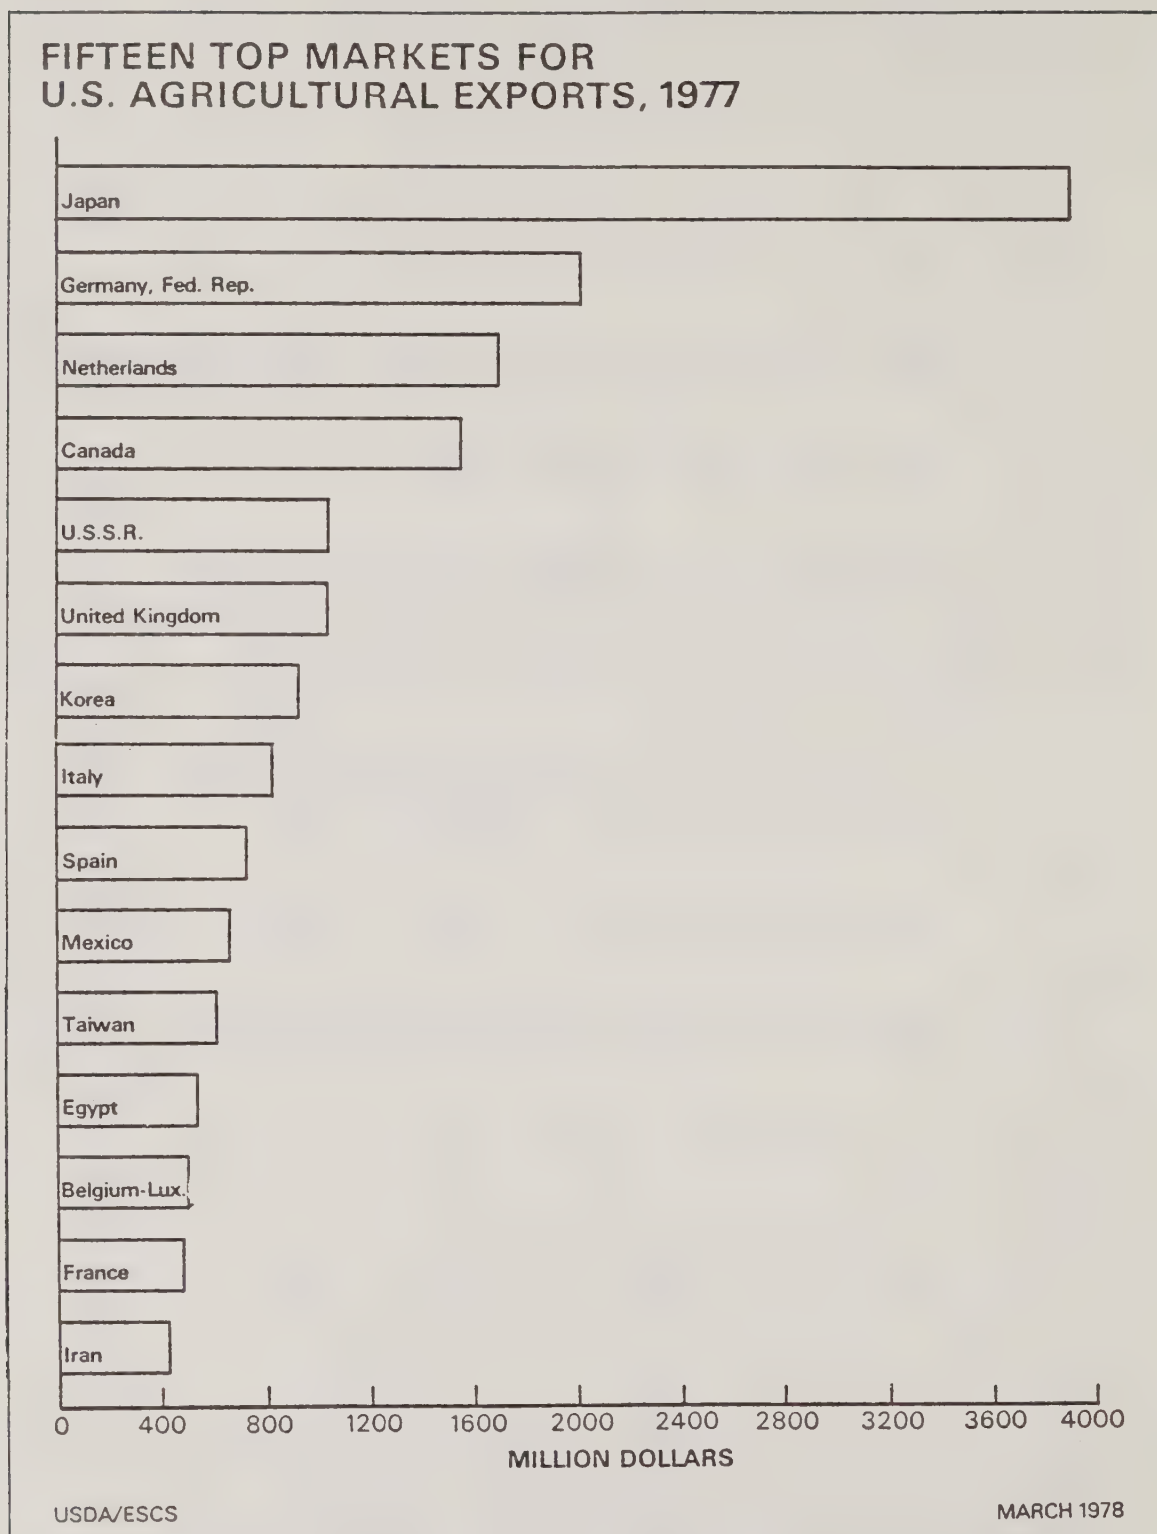 FIFTEEN TOP MARKETS FOR
U.S. AGRICULTURAL EXPORTS, 1977
Japan
Germany, Fed. Rep.
Netherlands
Canada
U.S.S.R.
United Kingdom
Korea
Italy
Spain
Mexico
Taiwan
Egypt
Belgium-Lux.
France
Iran
0 400 800 1200 1600 2000 2400 2800 3200 3600 4000
MILLION DOLLARS
USDA/ESCS MARCH 1978